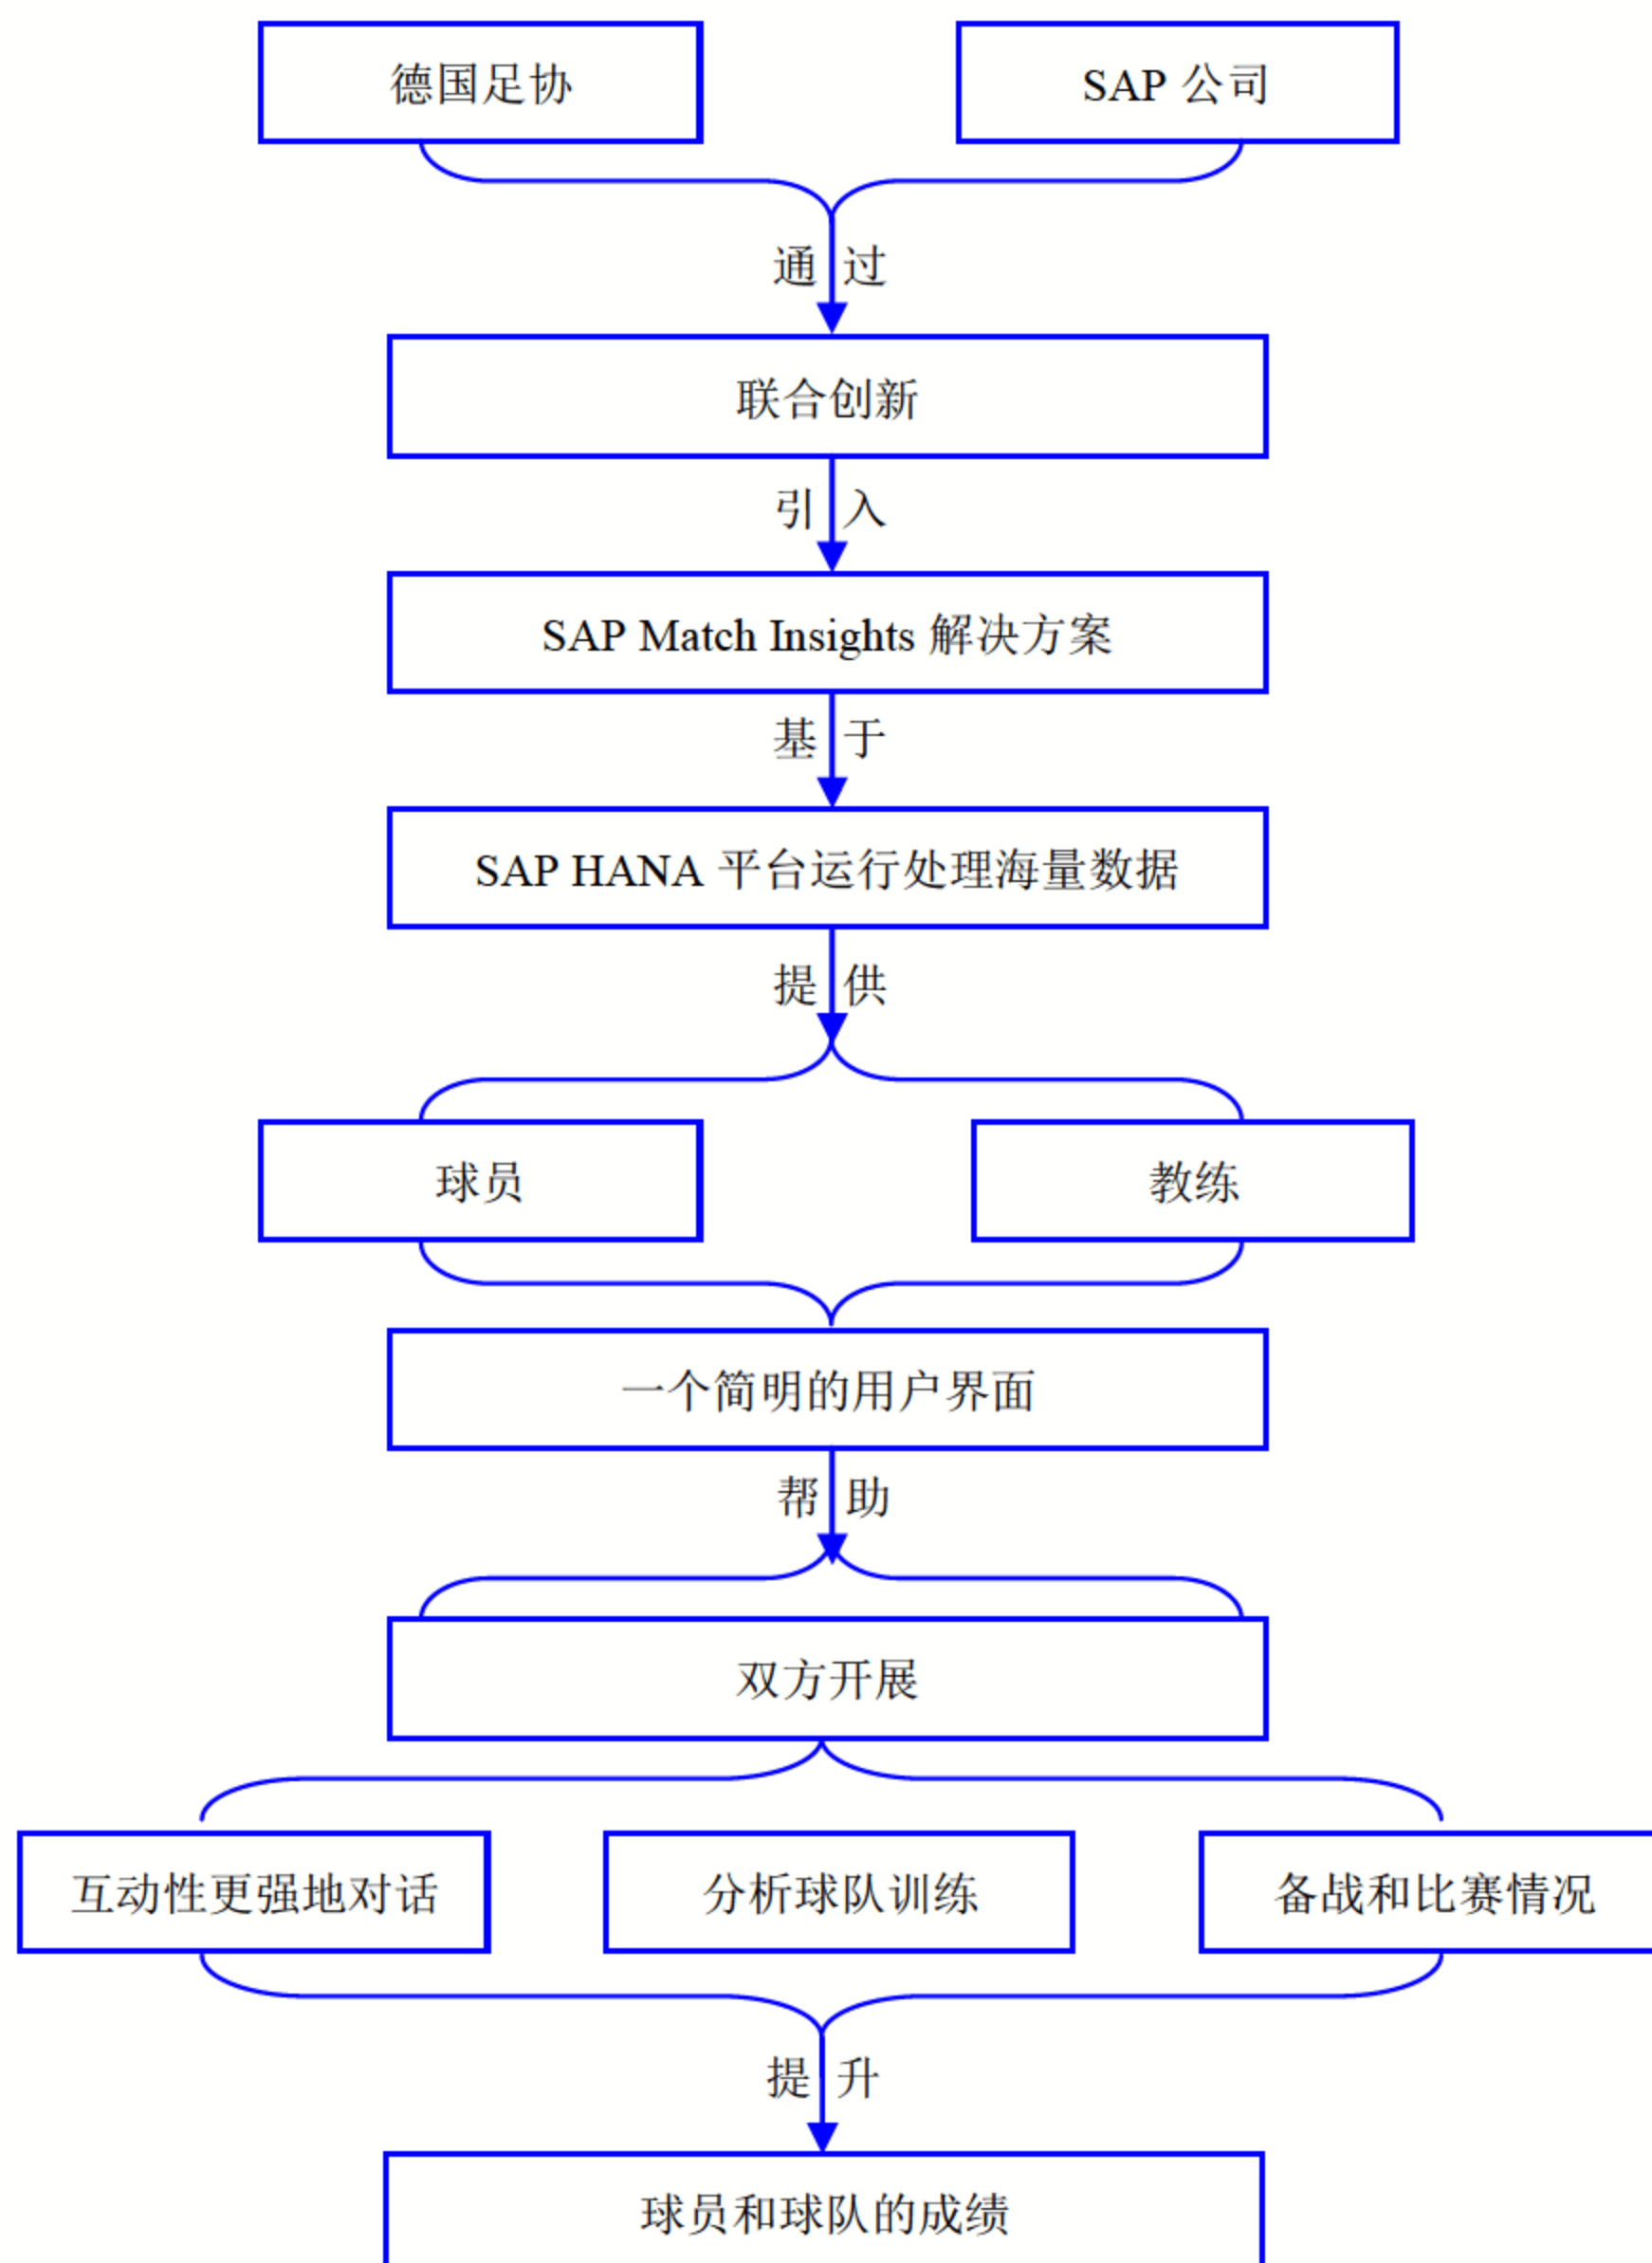 德国足协
SAP 公司
通过
联合创新
引入
SAP Match Insights 解决方案
基于
SAP HANA 平台运行处理海量数据
提供
球员
教练
一个简明的用户界面
帮助
双方开展
互动性更强地对话
分析球队训练
备战和比赛情况
提升
球员和球队的成绩